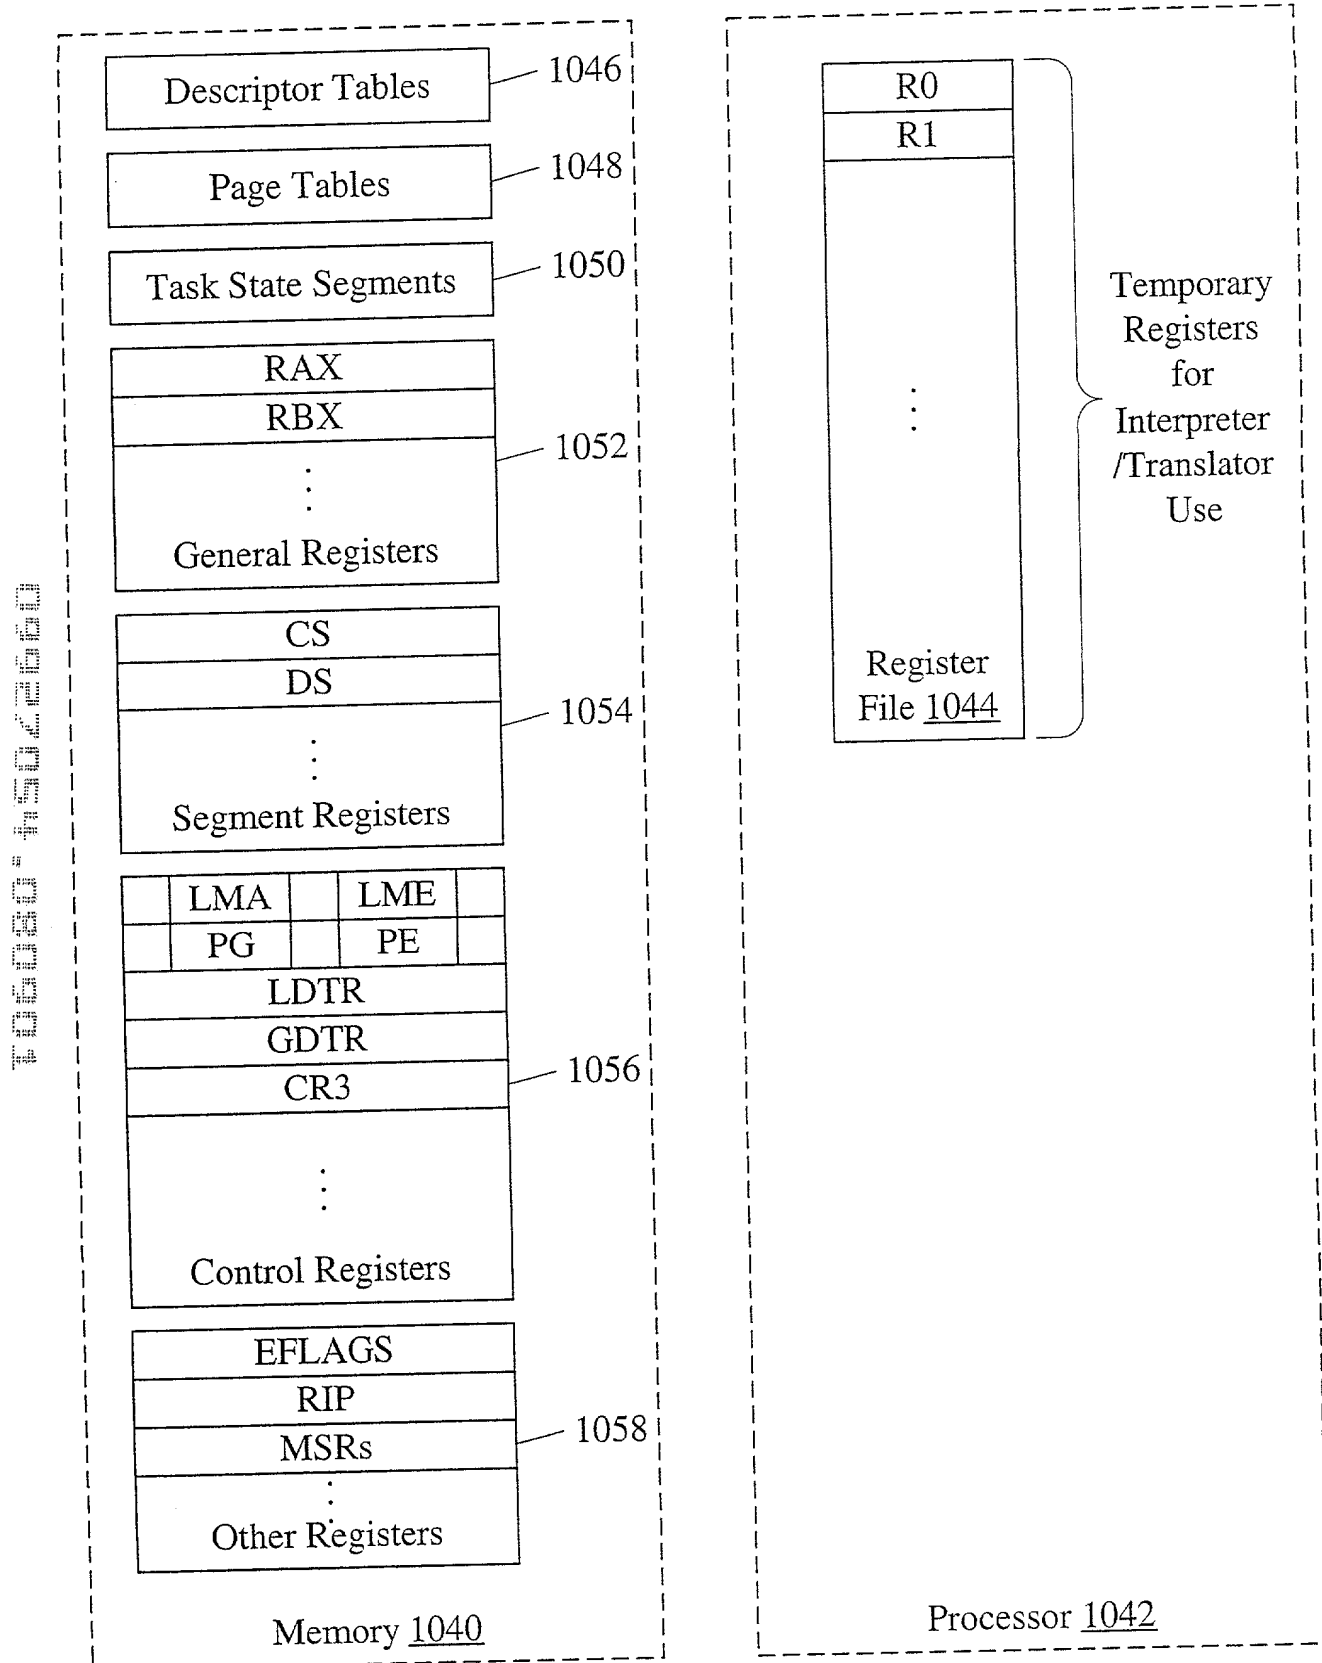 Descriptor Tables
1046
Page Tables
1048
Task State Segments
1050
RAX
RBX
1052
General Registers
CS
DS
1054
Segment Registers
LMA LME
PG PE
LDTR
GDTR
CR3
1056
Control Registers
EFLAGS
RIP
MSRs
1058
Other Registers
Memory 1040
R0
R1
Register
File 1044
Temporary
Registers
for
Interpreter
/Translator
Use
Processor 1042